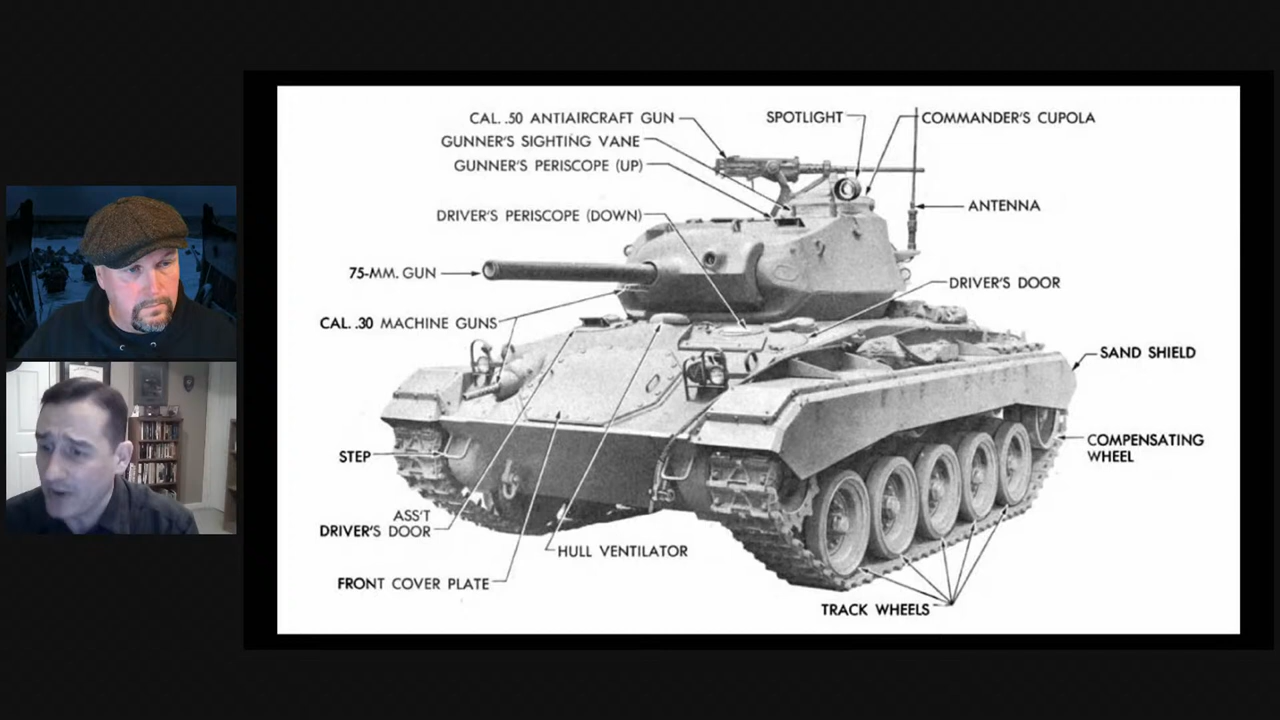 CAL. .50 ANTIAIRCRAFT GUN
SPOTLIGHT
COMMANDER'S CUPOLA
GUNNER'S SIGHTING VANE
GUNNER'S PERISCOPE (UP)
ANTENNA
DRIVER'S PERISCOPE (DOWN)
75-MM. GUN
DRIVER'S DOOR
CAL. .30 MACHINE GUNS
SAND SHIELD
COMPENSATING
WHEEL
STEP
ASS'T
DRIVER'S DOOR
HULL VENTILATOR
FRONT COVER PLATE
TRACK WHEELS